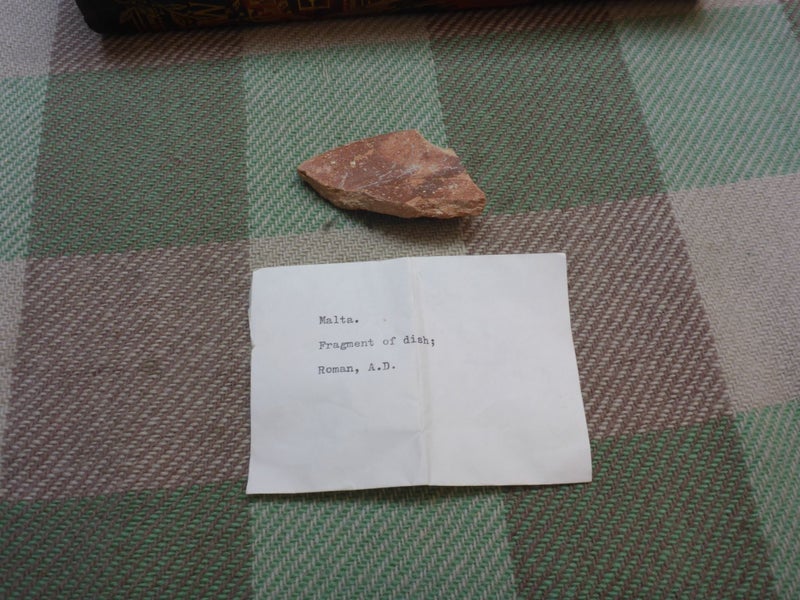 Malta.
Fragment of dish;
Roman, A.D.